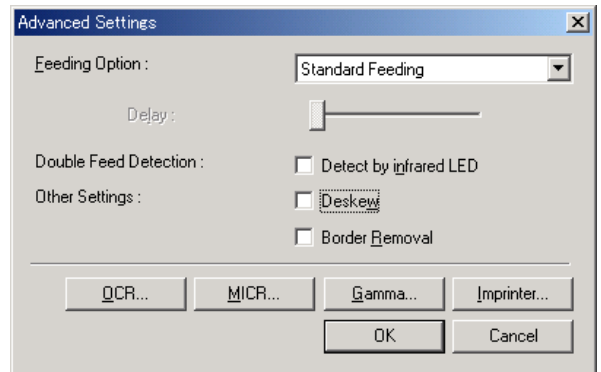 Advanced Settings
Feeding Option : Standard Feeding
Delay :
Double Feed Detection : Detect by infrared LED
Other Settings : Deskew
Border Removal
OCR... MICR... Gamma... Imprinter...
OK Cancel